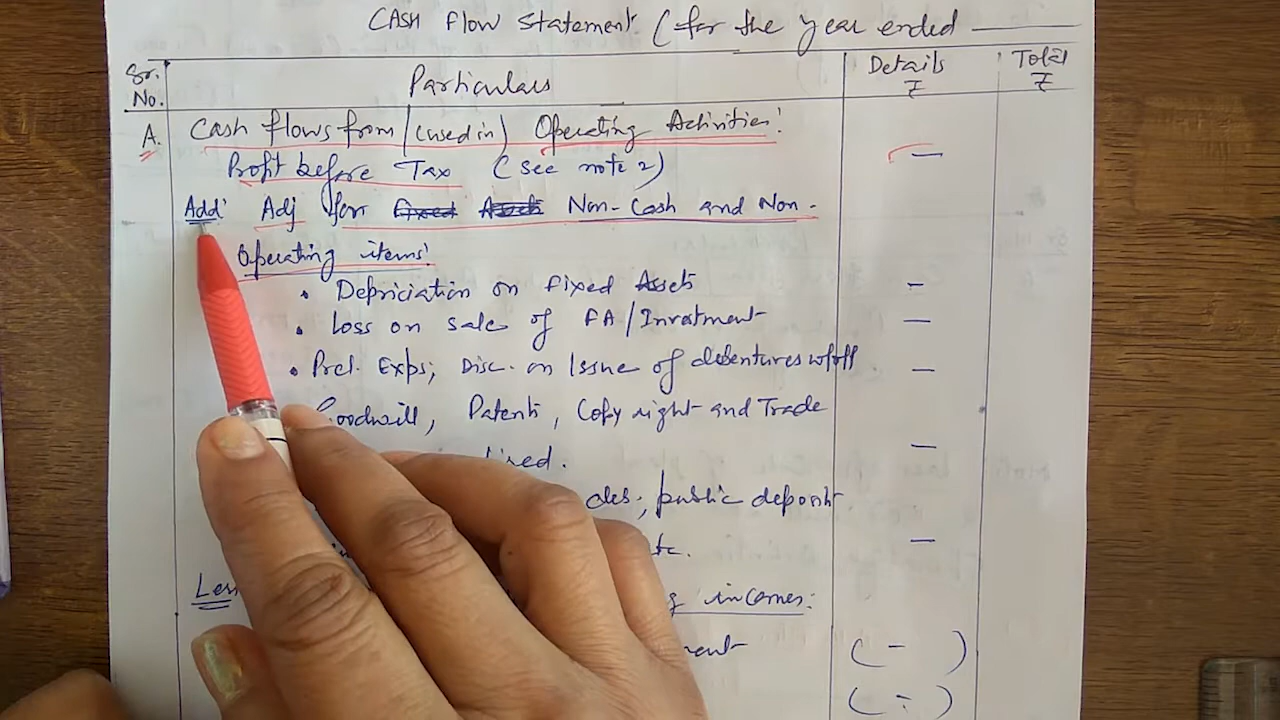 CASH Flow Statement (for the year ended
Sr. No. Particulars Details ₹ Total ₹
A. Cash flows from/(used in) Operating Activities:
Profit before Tax (see note 2) —
Add: Adj for Fixed Assets Non-Cash and Non-
Operating items:
• Depriciation on Fixed Assets —
• Loss on sale of FA/Investment —
• Prel. Exps; Disc. on Issue of debentures w/off —
Goodwill, Patents, Copy right and Trade
—
public deposit
etc. —
Less incomes:
( - )
( - )